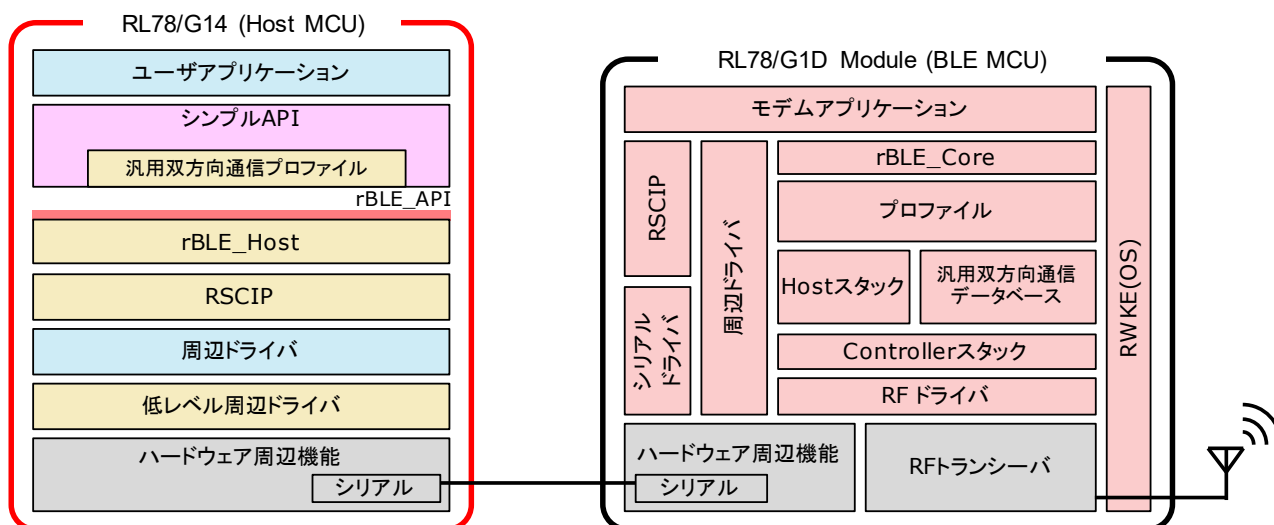 RL78/G14 (Host MCU)
ユーザアプリケーション
シンプルAPI
汎用双方向通信プロファイル
rBLE_API
rBLE_Host
RSCIP
周辺ドライバ
低レベル周辺ドライバ
ハードウェア周辺機能
シリアル
RL78/G1D Module (BLE MCU)
モデムアプリケーション
RSCIP
シリアル
ドライバ
周辺ドライバ
rBLE_Core
プロファイル
Hostスタック
汎用双方向通信
データベース
Controllerスタック
RF ドライバ
RWKE(OS)
ハードウェア周辺機能
シリアル
RFトランシーバ